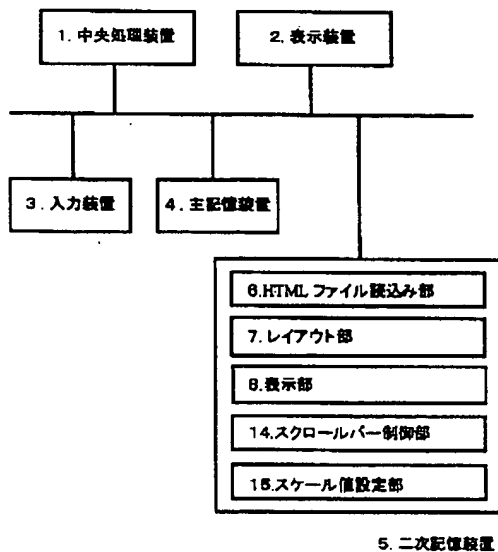 1. 中央処理装置
2. 表示装置
3. 入力装置
4. 主記憶装置
6.HTML ファイル読込み部
7. レイアウト部
8.表示部
14.スクロールバー制御部
15.スケール値設定部
5. 二次記憶装置